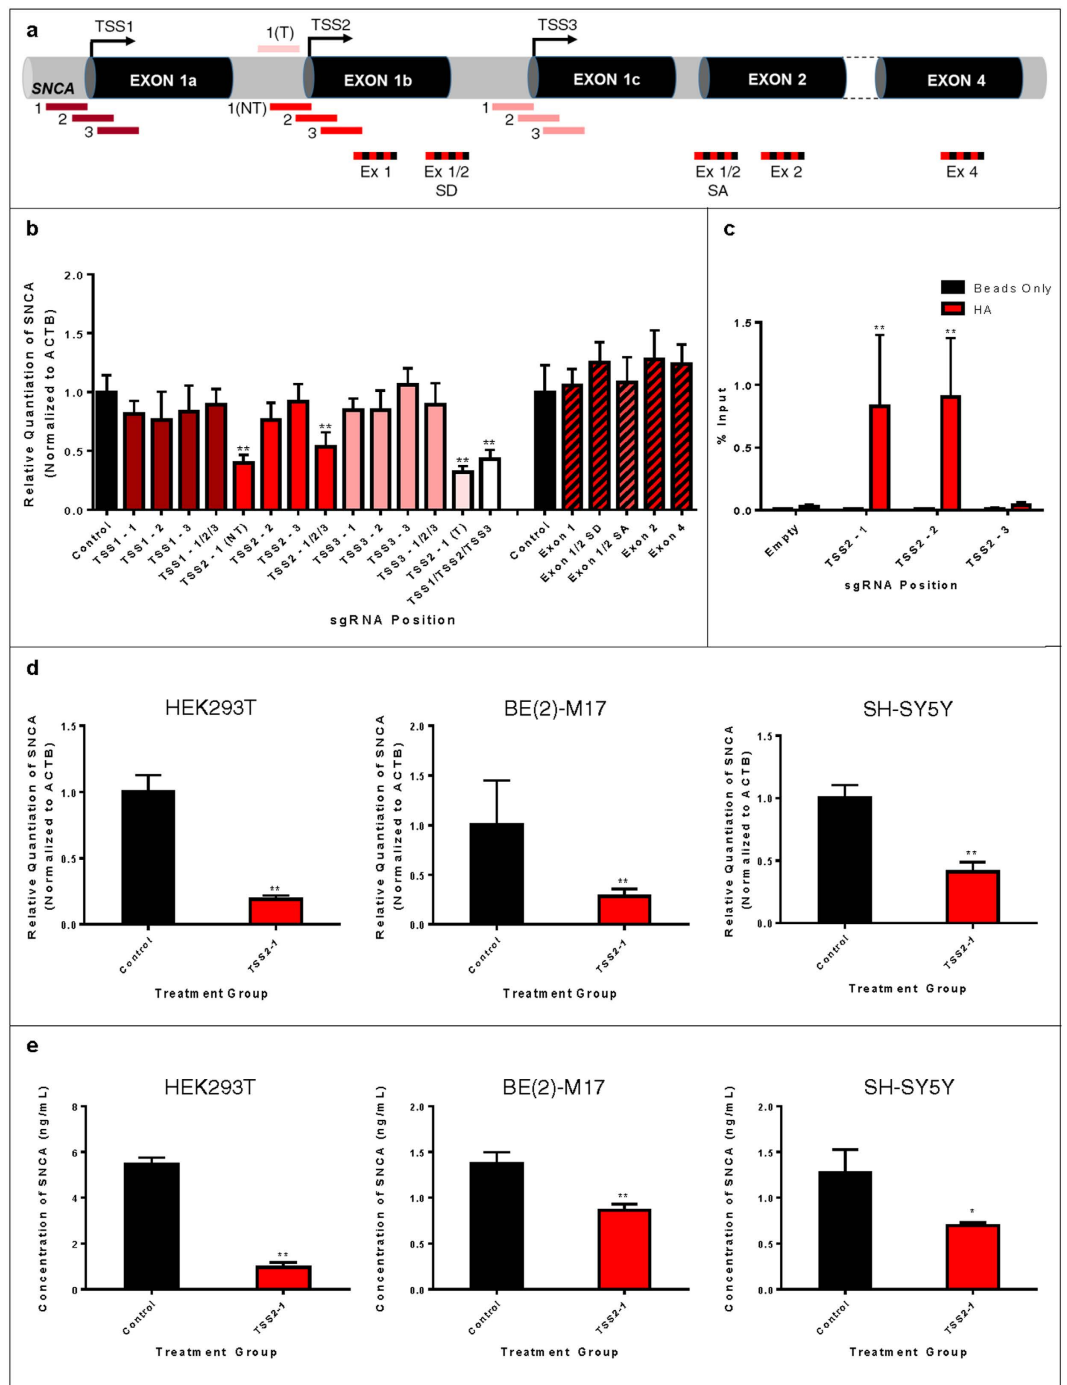 a
TSS1
1(T)
TSS2
TSS3
SNCA
EXON 1a
EXON 1b
EXON 1c
EXON 2
EXON 4
1
2
3
1(NT)
2
3
1
2
3
Ex 1
Ex 1/2
SD
Ex 1/2
SA
Ex 2
Ex 4
b
Relative Quantiation of SNCA
(Normalized to ACTB)
2.0
1.5
1.0
0.5
0.0
**
**
**
**
Control
TSS1 - 1
TSS1 - 2
TSS1 - 3
TSS1 - 1/2/3
TSS2 - 1 (NT)
TSS2 - 2
TSS2 - 3
TSS2 - 1/2/3
TSS3 - 1
TSS3 - 2
TSS3 - 3
TSS3 - 1/2/3
TSS2 - 1 (T)
TSS1/TSS2/TSS3
Control
Exon 1
Exon 1/2 SD
Exon 1/2 SA
Exon 2
Exon 4
sgRNA Position
c
Beads Only
HA
% Input
1.5
1.0
0.5
0.0
**
**
Empty
TSS2 - 1
TSS2 - 2
TSS2 - 3
sgRNA Position
d
HEK293T
Relative Quantiation of SNCA
(Normalized to ACTB)
1.5
1.0
0.5
0.0
**
Control
TSS2-1
Treatment Group
BE(2)-M17
Relative Quantiation of SNCA
(Normalized to ACTB)
2.0
1.5
1.0
0.5
0.0
**
Control
TSS2-1
Treatment Group
SH-SY5Y
Relative Quantiation of SNCA
(Normalized to ACTB)
1.5
1.0
0.5
0.0
**
Control
TSS2-1
Treatment Group
e
HEK293T
Concentration of SNCA (ng/mL)
8
6
4
2
0
**
Control
TSS2-1
Treatment Group
BE(2)-M17
Concentration of SNCA (ng/mL)
2.0
1.5
1.0
0.5
0.0
**
Control
TSS2-1
Treatment Group
SH-SY5Y
Concentration of SNCA (ng/mL)
2.0
1.5
1.0
0.5
0.0
*
Control
TSS2-1
Treatment Group